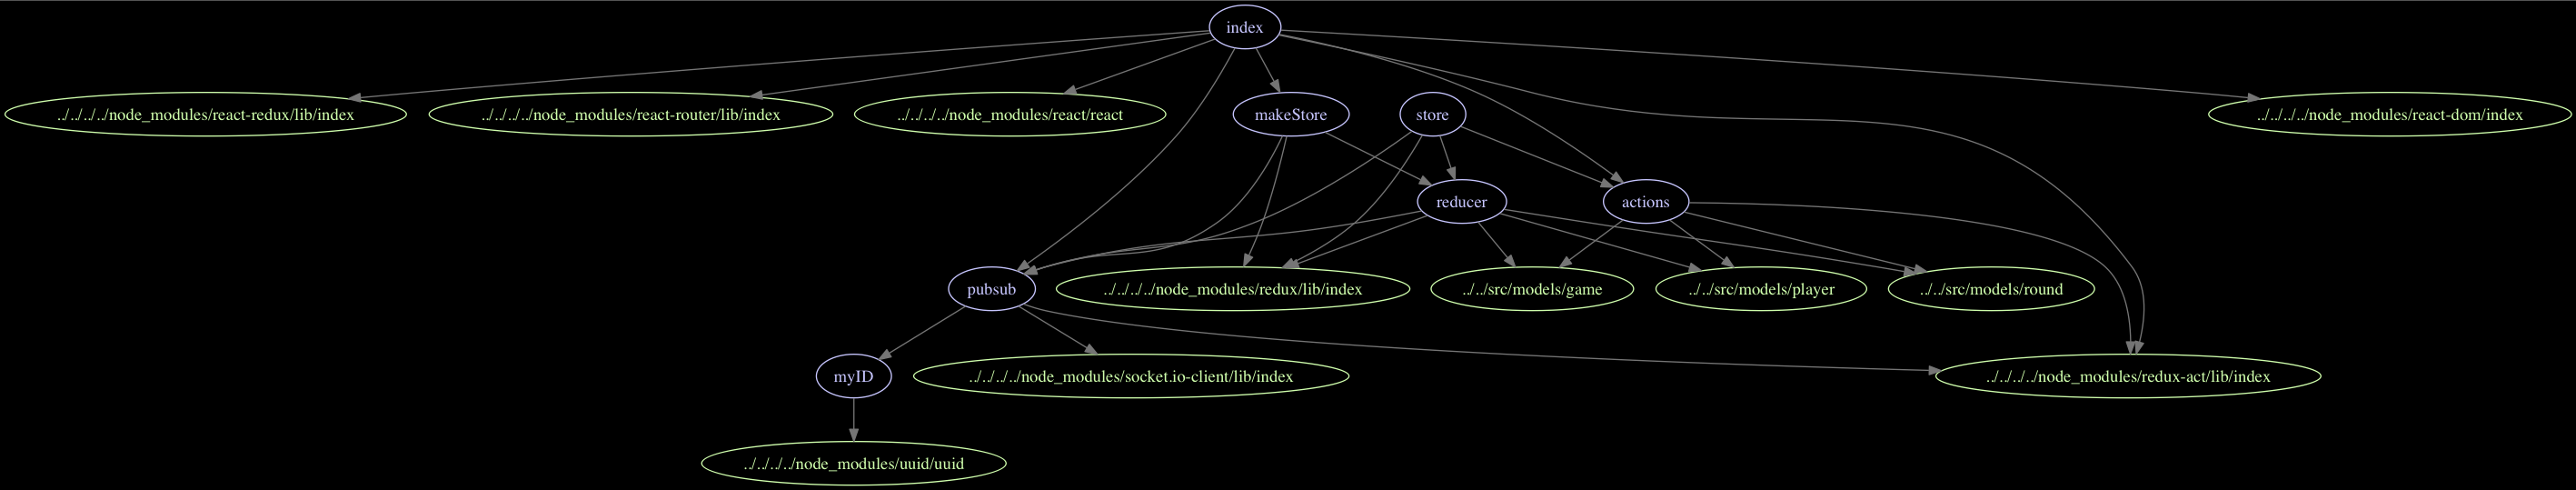 index
../../../../node_modules/react-redux/lib/index
../../../../node_modules/react-router/lib/index
../../../../node_modules/react/react
makeStore
store
../../../../node_modules/react-dom/index
reducer
actions
pubsub
../../../../node_modules/redux/lib/index
../../src/models/game
../../src/models/player
../../src/models/round
myID
../../../../node_modules/socket.io-client/lib/index
../../../../node_modules/redux-act/lib/index
../../../../node_modules/uuid/uuid